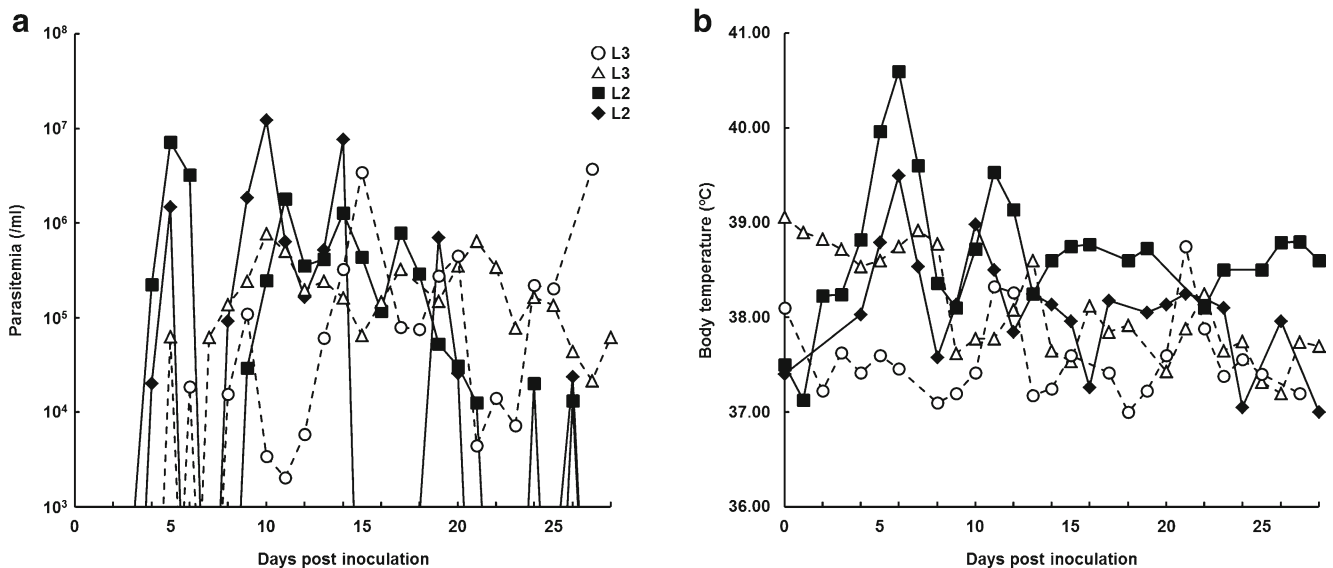 a
10⁸
10⁷
10⁶
10⁵
10⁴
10³
Parasitemia (/ml)
L3
L3
L2
L2
0 5 10 15 20 25
Days post inoculation
b
41.00
40.00
39.00
38.00
37.00
36.00
Body temperature (ºC)
0 5 10 15 20 25
Days post inoculation